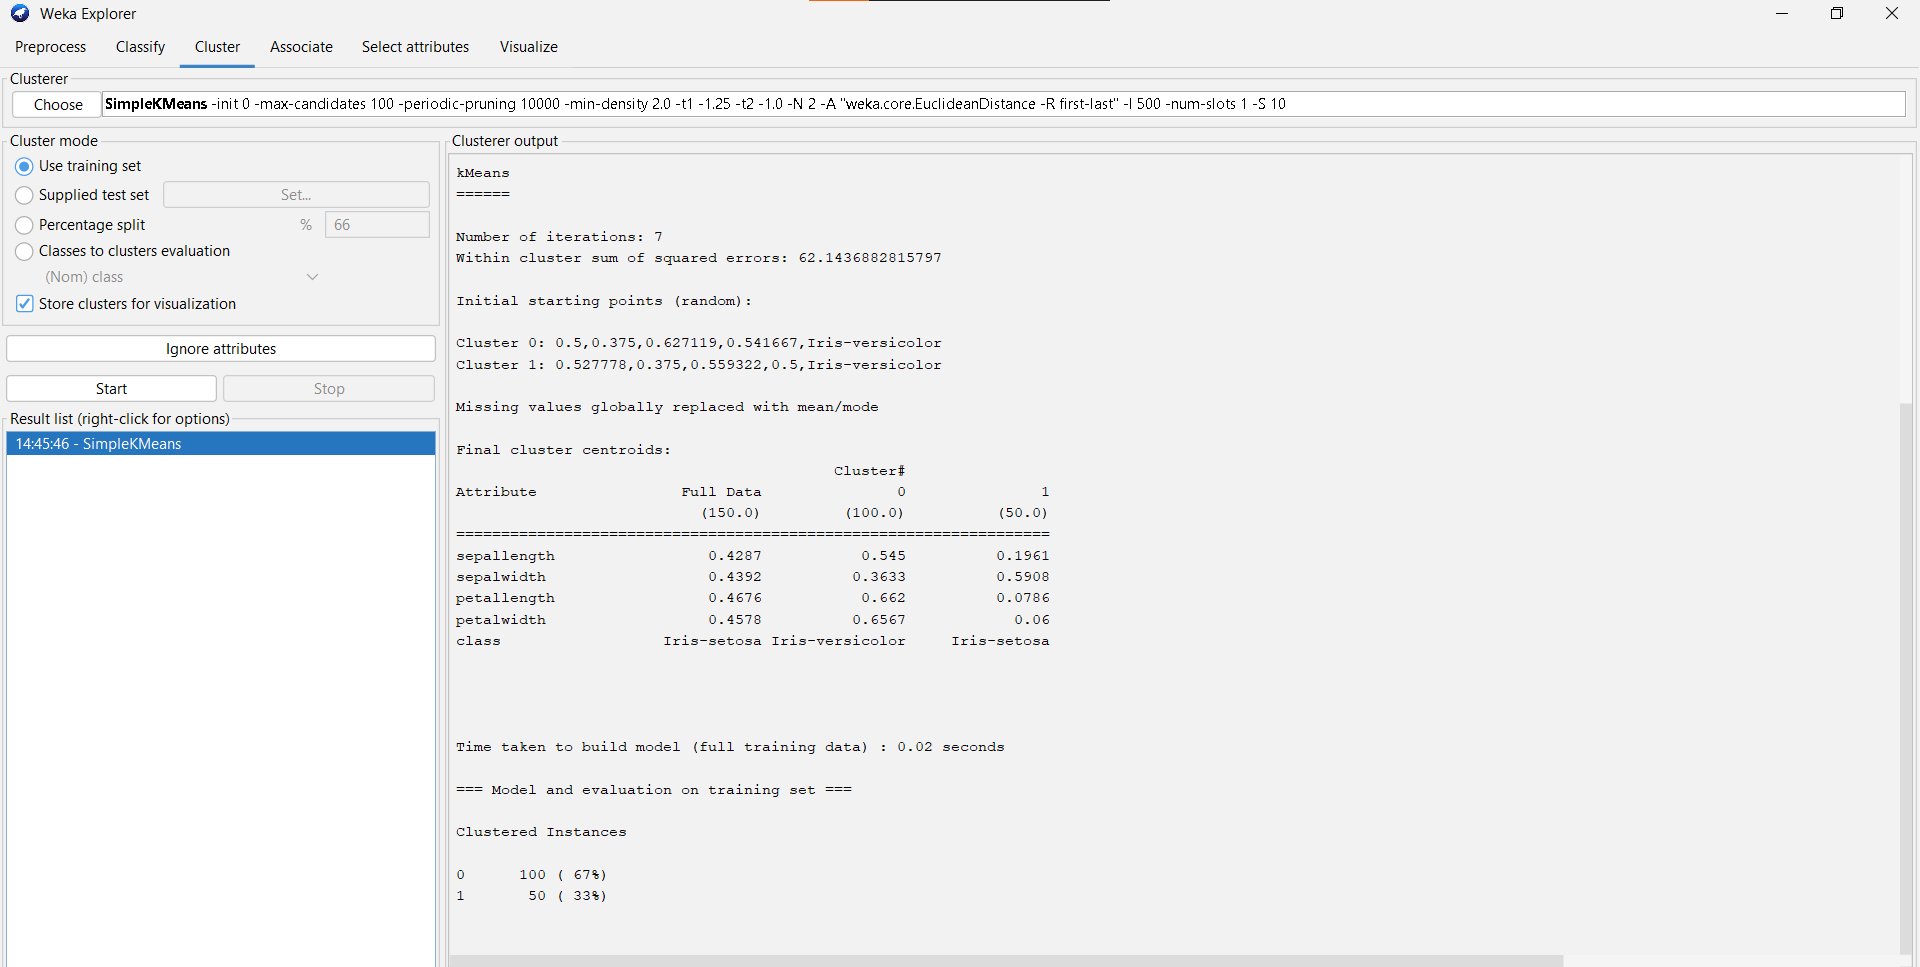 Weka Explorer
Preprocess Classify Cluster Associate Select attributes Visualize
Clusterer
Choose SimpleKMeans -init 0 -max-candidates 100 -periodic-pruning 10000 -min-density 2.0 -t1 -1.25 -t2 -1.0 -N 2 -A "weka.core.EuclideanDistance -R first-last" -I 500 -num-slots 1 -S 10
Cluster mode
Use training set
Supplied test set Set...
Percentage split % 66
Classes to clusters evaluation
(Nom) class
Store clusters for visualization
Ignore attributes
Start Stop
Result list (right-click for options)
14:45:46 - SimpleKMeans
Clusterer output
kMeans
======
Number of iterations: 7
Within cluster sum of squared errors: 62.1436882815797
Initial starting points (random):
Cluster 0: 0.5,0.375,0.627119,0.541667,Iris-versicolor
Cluster 1: 0.527778,0.375,0.559322,0.5,Iris-versicolor
Missing values globally replaced with mean/mode
Final cluster centroids:
Cluster#
Attribute Full Data 0 1
(150.0) (100.0) (50.0)
==================================================================
sepallength 0.4287 0.545 0.1961
sepalwidth 0.4392 0.3633 0.5908
petallength 0.4676 0.662 0.0786
petalwidth 0.4578 0.6567 0.06
class Iris-setosa Iris-versicolor Iris-setosa
Time taken to build model (full training data) : 0.02 seconds
=== Model and evaluation on training set ===
Clustered Instances
0 100 ( 67%)
1 50 ( 33%)